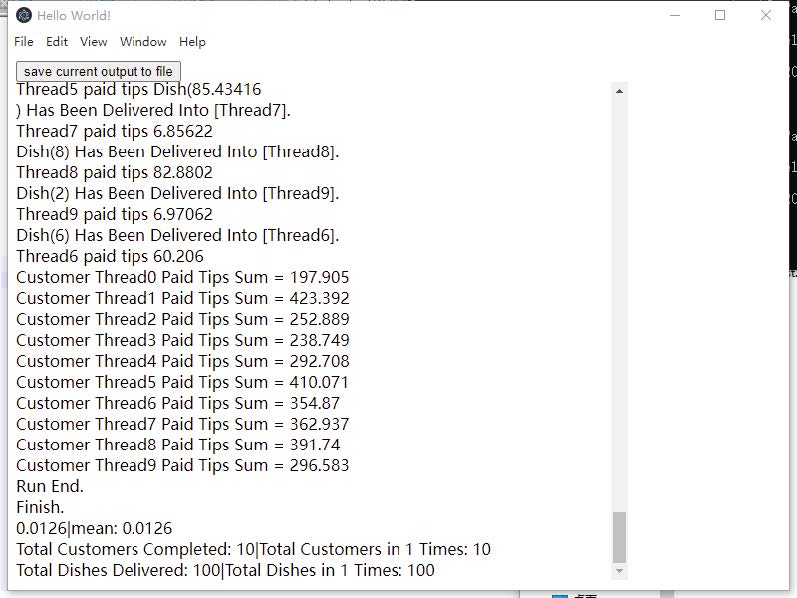 Hello World!
File Edit View Window Help
save current output to file
Thread5 paid tips Dish(85.43416
) Has Been Delivered Into [Thread7].
Thread7 paid tips 6.85622
Dish(8) Has Been Delivered Into [Thread8].
Thread8 paid tips 82.8802
Dish(2) Has Been Delivered Into [Thread9].
Thread9 paid tips 6.97062
Dish(6) Has Been Delivered Into [Thread6].
Thread6 paid tips 60.206
Customer Thread0 Paid Tips Sum = 197.905
Customer Thread1 Paid Tips Sum = 423.392
Customer Thread2 Paid Tips Sum = 252.889
Customer Thread3 Paid Tips Sum = 238.749
Customer Thread4 Paid Tips Sum = 292.708
Customer Thread5 Paid Tips Sum = 410.071
Customer Thread6 Paid Tips Sum = 354.87
Customer Thread7 Paid Tips Sum = 362.937
Customer Thread8 Paid Tips Sum = 391.74
Customer Thread9 Paid Tips Sum = 296.583
Run End.
Finish.
0.0126|mean: 0.0126
Total Customers Completed: 10|Total Customers in 1 Times: 10
Total Dishes Delivered: 100|Total Dishes in 1 Times: 100